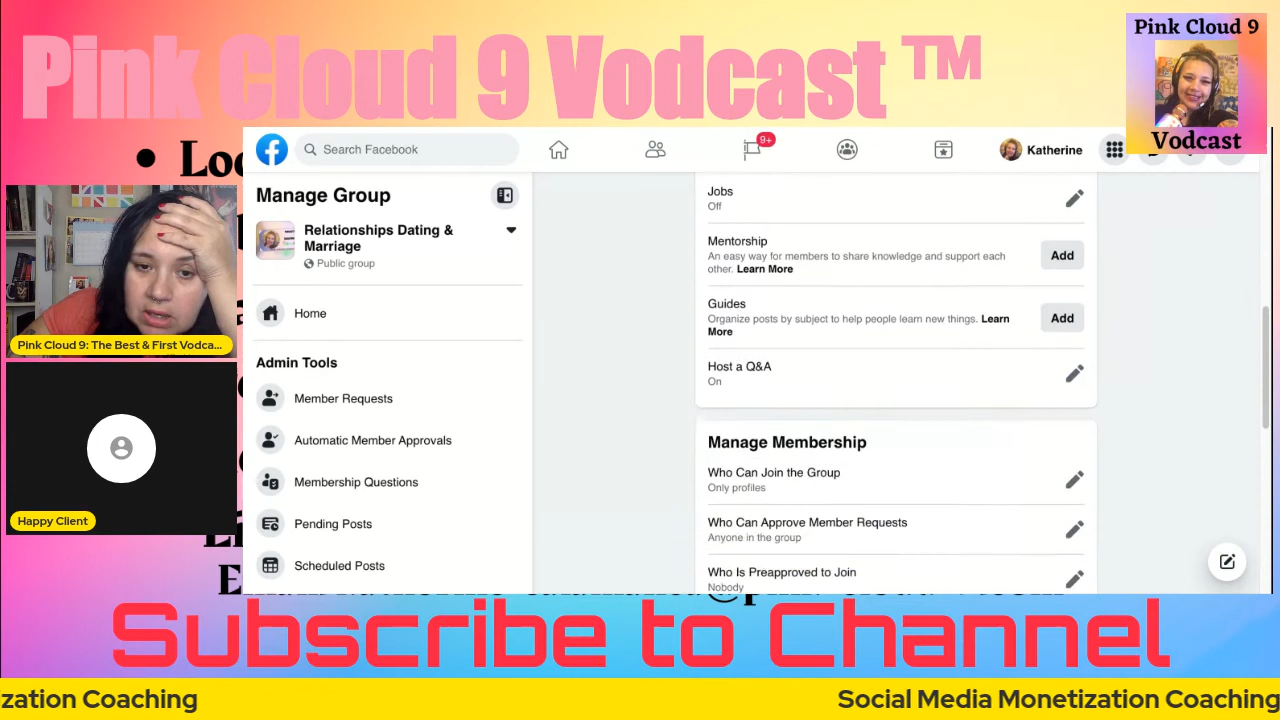 Pink Cloud 9 Vodcast ™
Pink Cloud 9
Vodcast
• Loc
Search Facebook
9+
Katherine
Manage Group
Relationships Dating &
Marriage
Public group
Home
Admin Tools
Member Requests
Automatic Member Approvals
Membership Questions
Pending Posts
Scheduled Posts
Jobs
Off
Mentorship
An easy way for members to share knowledge and support each
other. Learn More
Add
Guides
Organize posts by subject to help people learn new things. Learn
More
Add
Host a Q&A
On
Manage Membership
Who Can Join the Group
Only profiles
Who Can Approve Member Requests
Anyone in the group
Who Is Preapproved to Join
Nobody
Pink Cloud 9: The Best & First Vodca...
Happy Client
Subscribe to Channel
ization Coaching
Social Media Monetization Coaching